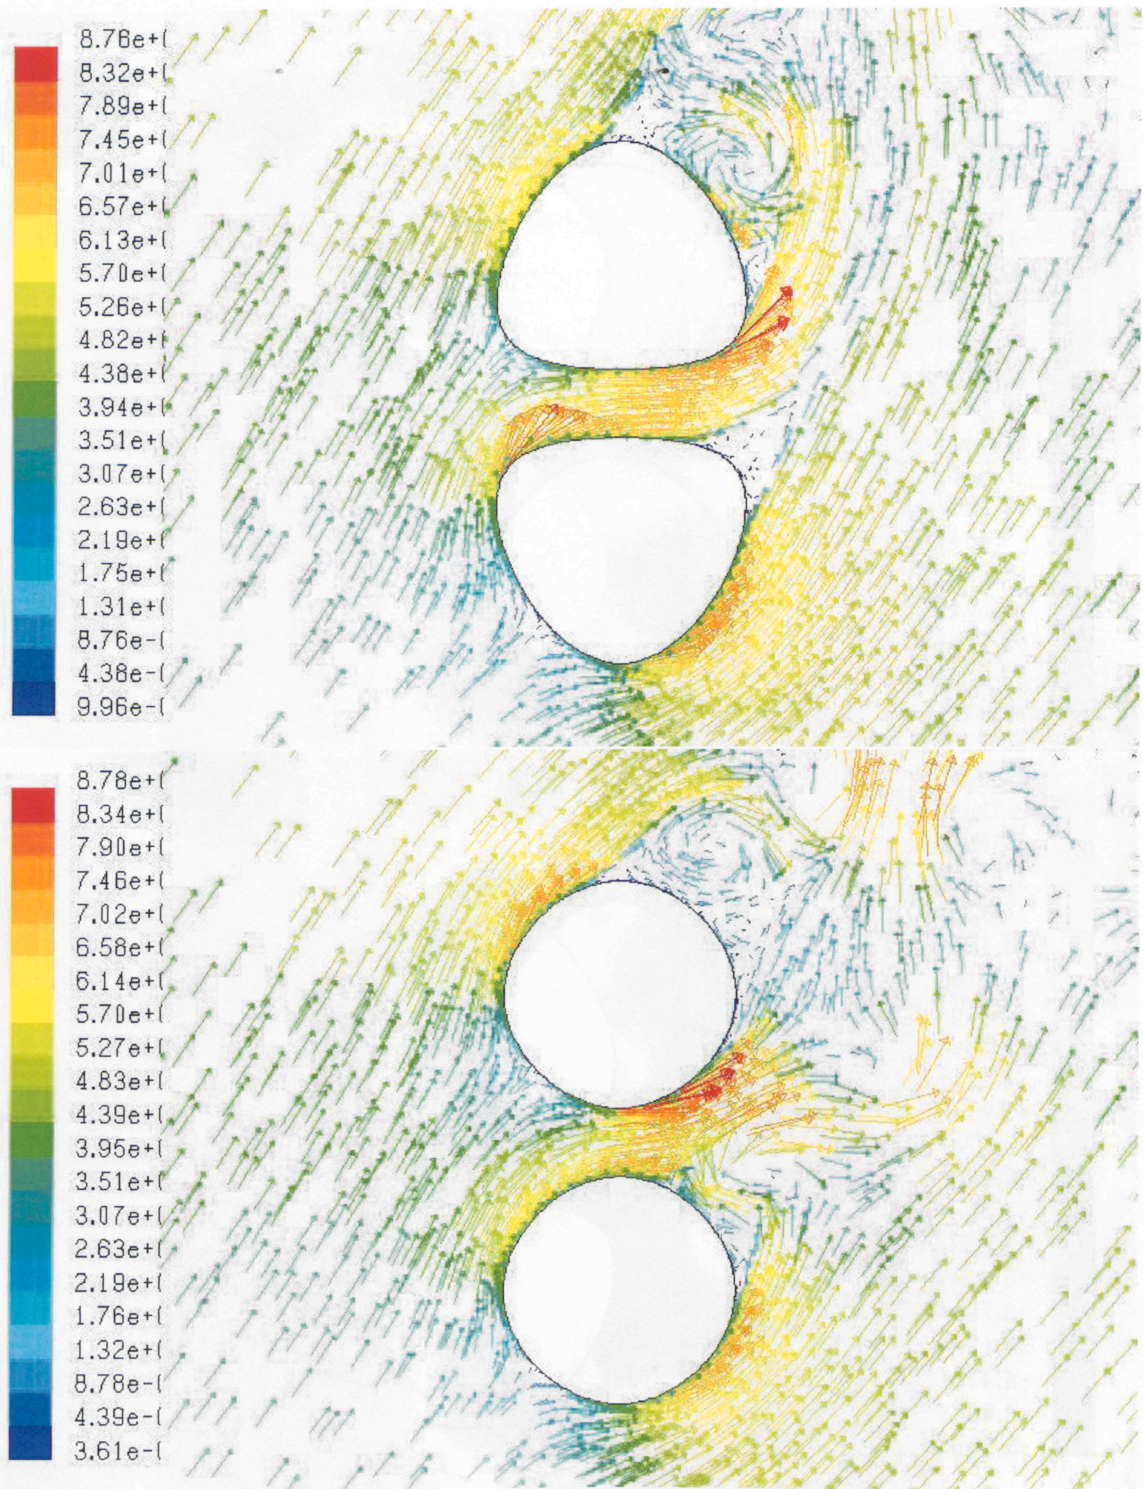 8.76e+(
8.32e+(
7.89e+(
7.45e+(
7.01e+(
6.57e+(
6.13e+(
5.70e+(
5.26e+(
4.82e+(
4.38e+(
3.94e+(
3.51e+(
3.07e+(
2.63e+(
2.19e+(
1.75e+(
1.31e+(
8.76e-(
4.38e-(
9.96e-(
8.78e+(
8.34e+(
7.90e+(
7.46e+(
7.02e+(
6.58e+(
6.14e+(
5.70e+(
5.27e+(
4.83e+(
4.39e+(
3.95e+(
3.51e+(
3.07e+(
2.63e+(
2.19e+(
1.76e+(
1.32e+(
8.78e-(
4.39e-(
3.61e-(